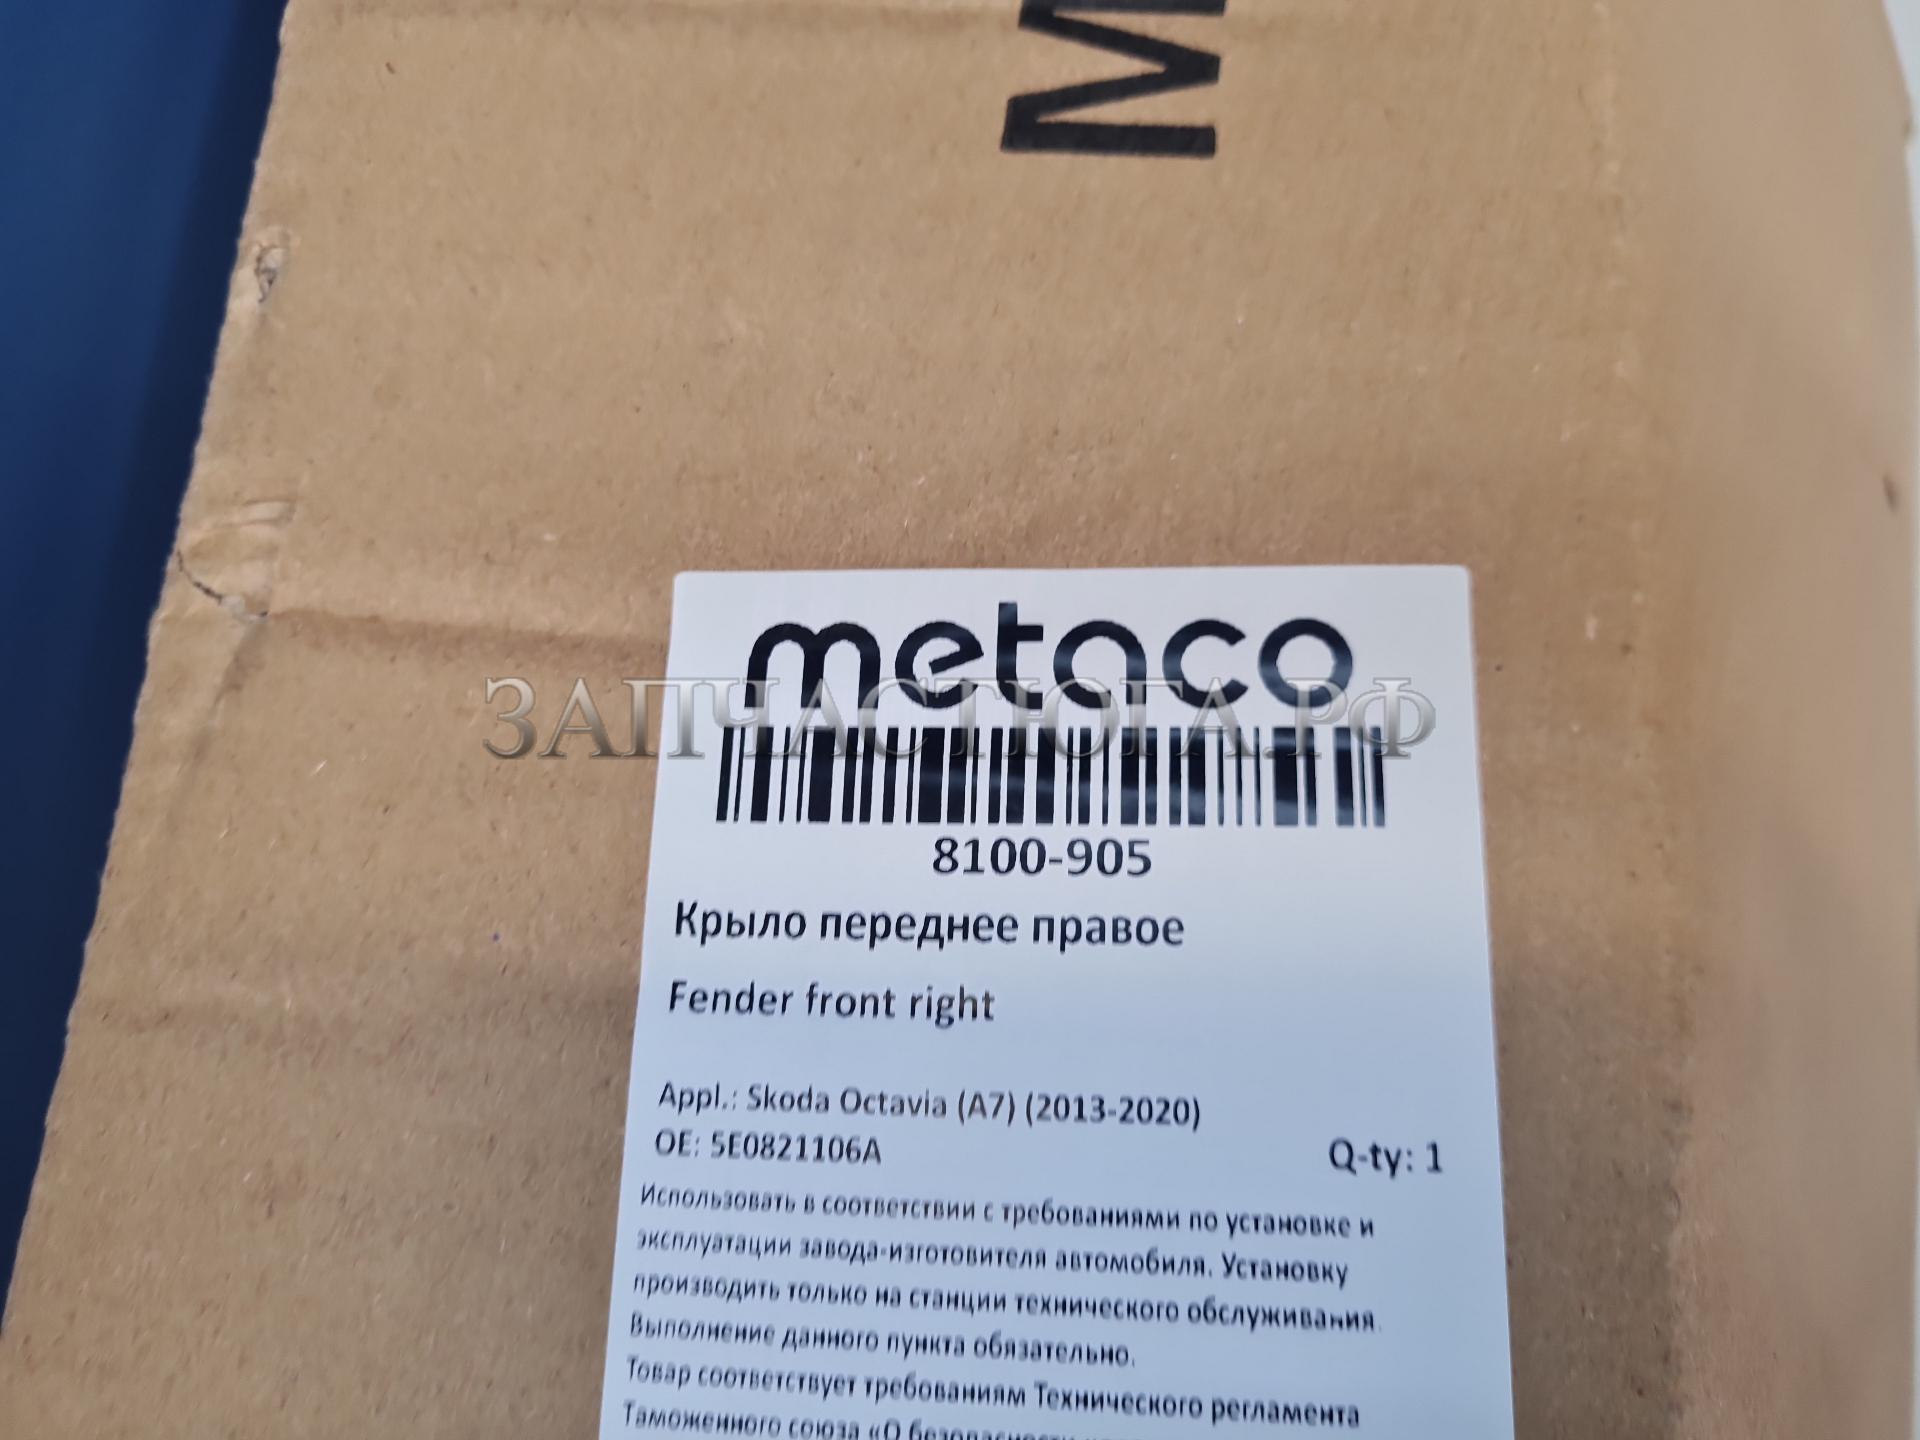 M
metaco
ЗАПЧАСТЮГА.РФ
8100-905
Крыло переднее правое
Fender front right
Appl.: Skoda Octavia (A7) (2013-2020)
OE: 5E0821106A
Q-ty: 1
Использовать в соответствии с требованиями по установке и
эксплуатации завода-изготовителя автомобиля. Установку
производить только на станции технического обслуживания.
Выполнение данного пункта обязательно.
Товар соответствует требованиям Технического регламента
Таможенного союза «О безопасности